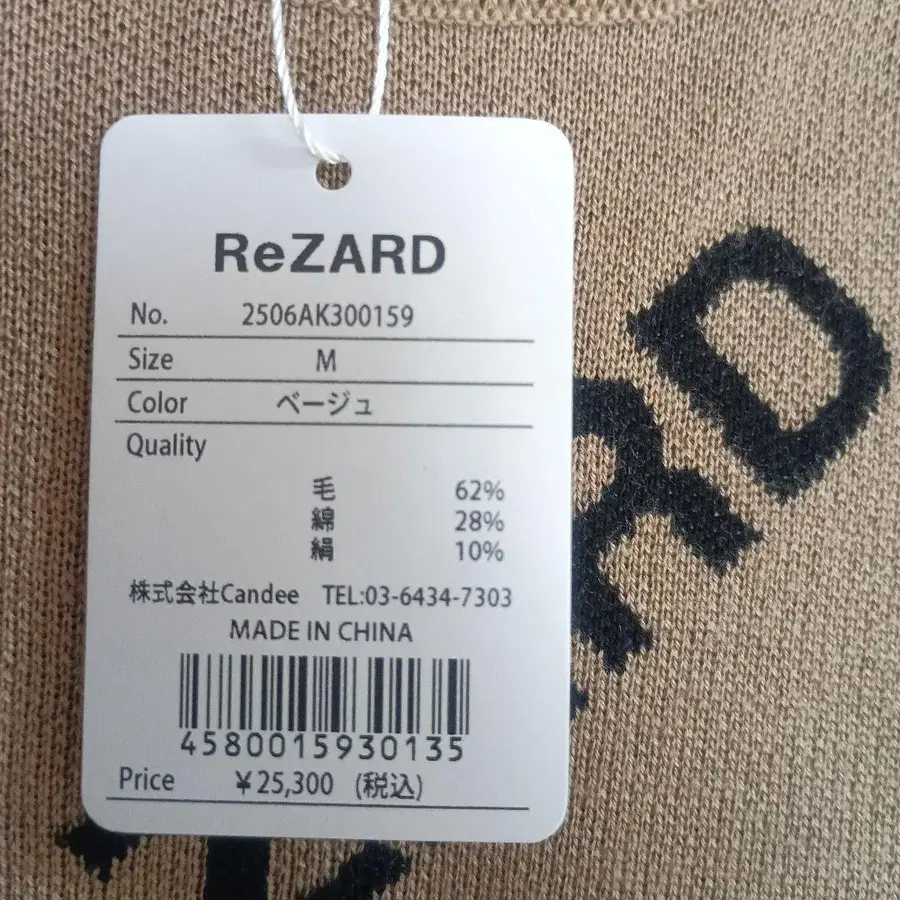 ReZARD
No. 2506AK300159
Size M
Color ベージュ
Quality
毛 62%
綿 28%
絹 10%
株式会社Candee TEL:03-6434-7303
MADE IN CHINA
4580015930135
Price ¥25,300 (税込)
RD